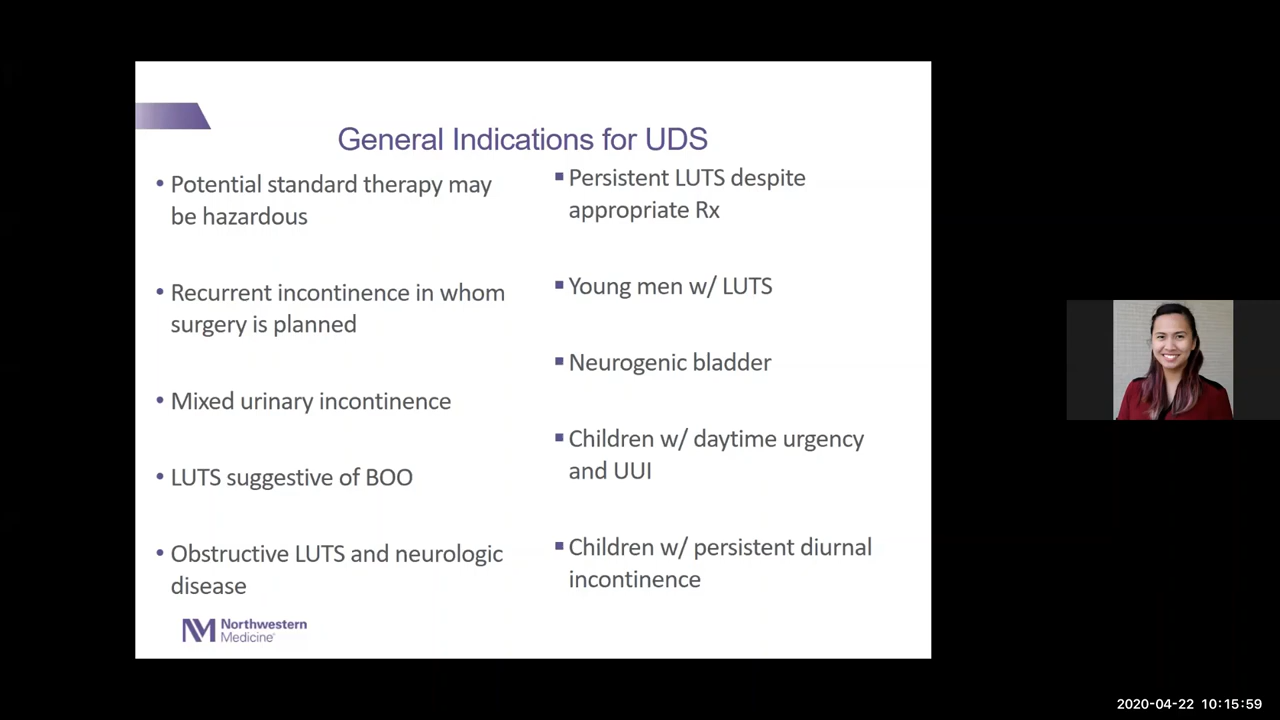 General Indications for UDS
• Potential standard therapy may
be hazardous
• Recurrent incontinence in whom
surgery is planned
• Mixed urinary incontinence
• LUTS suggestive of BOO
• Obstructive LUTS and neurologic
disease
▪ Persistent LUTS despite
appropriate Rx
▪ Young men w/ LUTS
▪ Neurogenic bladder
▪ Children w/ daytime urgency
and UUI
▪ Children w/ persistent diurnal
incontinence
NM Northwestern
Medicine®
2020-04-22 10:15:59